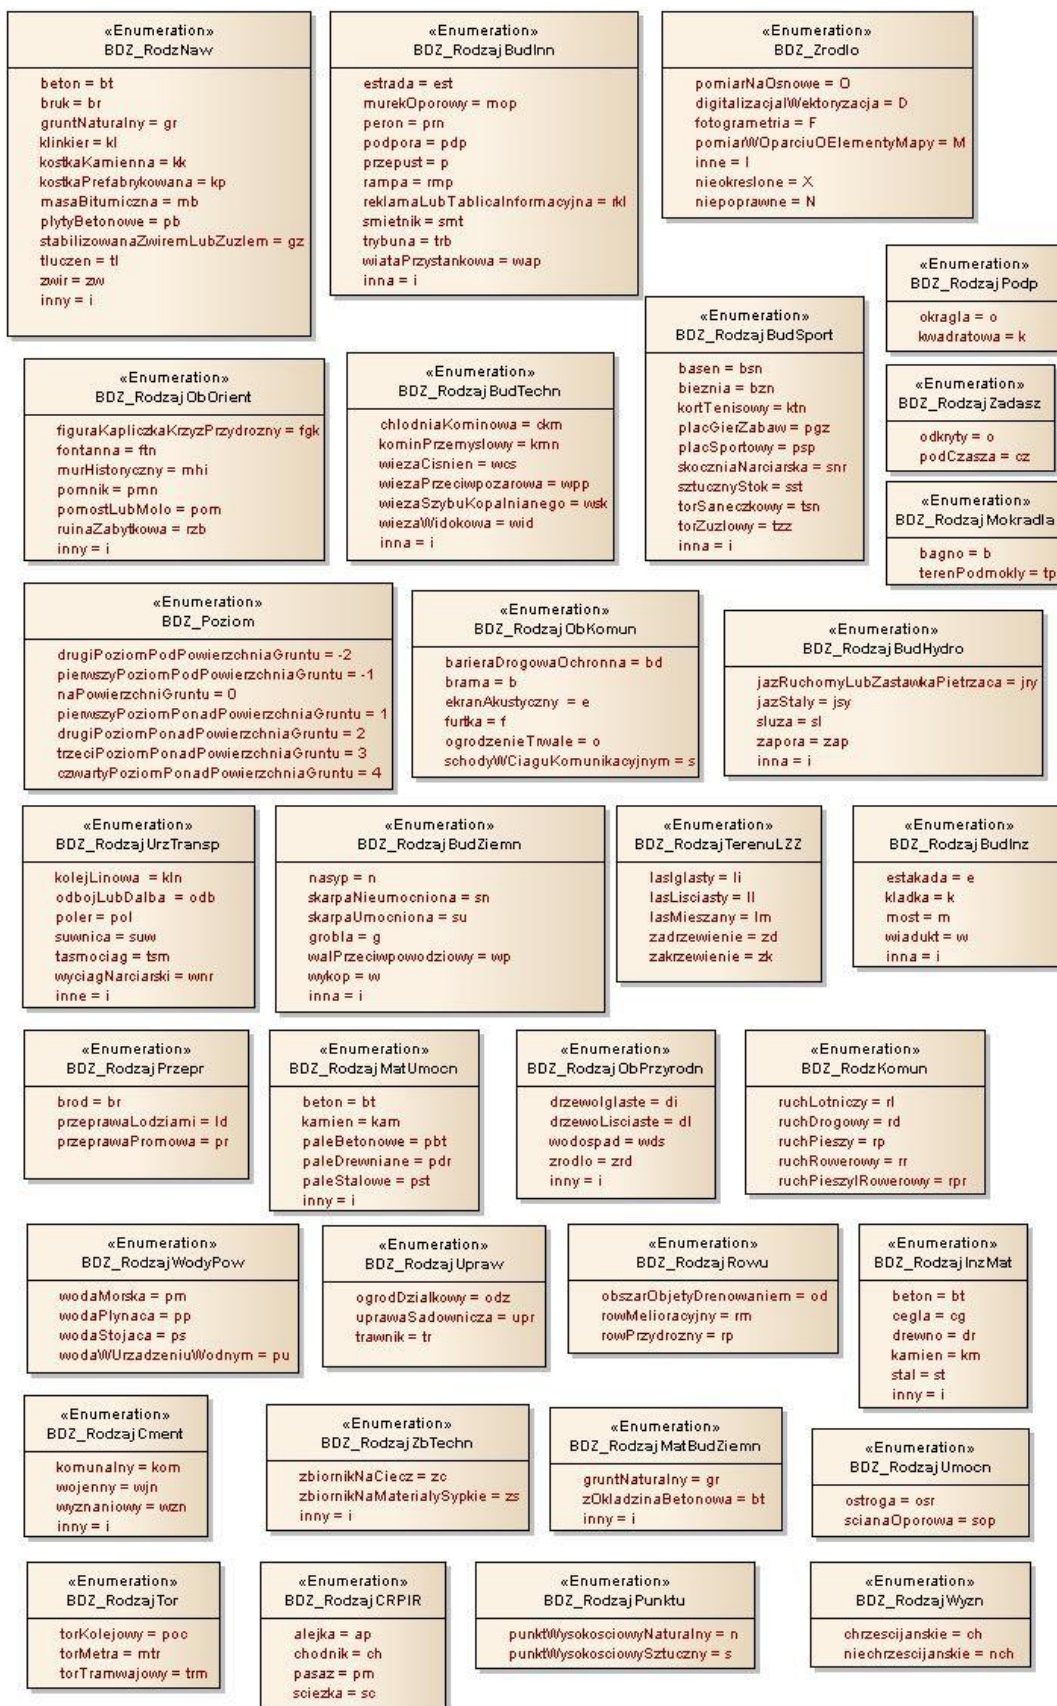 «Enumeration»
BDZ_RodzNaw
beton = bt
bruk = br
gruntNaturalny = gr
klinkier = kl
kostkaKamienna = kk
kostkaPrefabrykowana = kp
masaBitumiczna = mb
plytyBetonowe = pb
stabilizowanaZwiremLubZuzlem = gz
tluczen = tl
zwir = zw
inny = i
«Enumeration»
BDZ_RodzajBudInn
estrada = est
murekOporowy = mop
peron = prn
podpora = pdp
przepust = p
rampa = rmp
reklamaLubTablicaInformacyjna = rkl
smietnik = smt
trybuna = trb
wiataPrzystankowa = wap
inna = i
«Enumeration»
BDZ_Zrodlo
pomiarNaOsnowe = O
digitalizacjaIWektoryzacja = D
fotogrametria = F
pomiarWOparciuOElementyMapy = M
inne = I
nieokreslone = X
niepoprawne = N
«Enumeration»
BDZ_RodzajPodp
okragla = o
kwadratowa = k
«Enumeration»
BDZ_RodzajObOrient
figuraKapliczkaKrzyzPrzydrozny = fgk
fontanna = ftn
murHistoryczny = mhi
pomnik = pmn
pomostLubMolo = pom
ruinaZabytkowa = rzb
inny = i
«Enumeration»
BDZ_RodzajBudTechn
chlodniaKominowa = ckm
kominPrzemyslowy = kmn
wiezaCisnien = wcs
wiezaPrzeciwpozarowa = wpp
wiezaSzybuKopalnianego = wsk
wiezaWidokowa = wid
inna = i
«Enumeration»
BDZ_RodzajBudSport
basen = bsn
bieznia = bzn
kortTenisowy = ktn
placGierZabaw = pgz
placSportowy = psp
skoczniaNarciarska = snr
sztucznyStok = sst
torSaneczkowy = tsn
torZuzlowy = tzz
inna = i
«Enumeration»
BDZ_RodzajZadasz
odkryty = o
podCzasza = cz
«Enumeration»
BDZ_RodzajMokradla
bagno = b
terenPodmokly = tp
«Enumeration»
BDZ_Poziom
drugiPoziomPodPowierzchniaGruntu = -2
pierwszyPoziomPodPowierzchniaGruntu = -1
naPowierzchniGruntu = 0
pierwszyPoziomPonadPowierzchniaGruntu = 1
drugiPoziomPonadPowierzchniaGruntu = 2
trzeciPoziomPonadPowierzchniaGruntu = 3
czwartyPoziomPonadPowierzchniaGruntu = 4
«Enumeration»
BDZ_RodzajObKomun
barieraDrogowaOchronna = bd
brama = b
ekranAkustyczny = e
furtka = f
ogrodzenieTrwale = o
schodyWCiaguKomunikacyjnym = s
«Enumeration»
BDZ_RodzajBudHydro
jazRuchomyLubZastawkaPietrzaca = jry
jazStaly = jsy
sluza = sl
zapora = zap
inna = i
«Enumeration»
BDZ_RodzajUrzTransp
kolejLinowa = kln
odbojLubDalba = odb
poler = pol
suwnica = suw
tasmociag = tsm
wyciagNarciarski = wnr
inne = i
«Enumeration»
BDZ_RodzajBudZiemn
nasyp = n
skarpaNieumocniona = sn
skarpaUmocniona = su
grobla = g
walPrzeciwpowodziowy = wp
wykop = w
inna = i
«Enumeration»
BDZ_RodzajTerenuLZZ
lasIglasty = li
lasLisciasty = ll
lasMieszany = lm
zadrzewienie = zd
zakrzewienie = zk
«Enumeration»
BDZ_RodzajBudInz
estakada = e
kladka = k
most = m
wiadukt = w
inna = i
«Enumeration»
BDZ_RodzajPrzepr
brod = br
przeprawaLodziami = ld
przeprawaPromowa = pr
«Enumeration»
BDZ_RodzajMatUmocn
beton = bt
kamien = kam
paleBetonowe = pbt
paleDrewniane = pdr
paleStalowe = pst
inny = i
«Enumeration»
BDZ_RodzajObPrzyrodn
drzewoIglaste = di
drzewoLisciaste = dl
wodospad = wds
zrodlo = zrd
inny = i
«Enumeration»
BDZ_RodzKomun
ruchLotniczy = rl
ruchDrogowy = rd
ruchPieszy = rp
ruchRowerowy = rr
ruchPieszyIRowerowy = rpr
«Enumeration»
BDZ_RodzajWodyPow
wodaMorska = pm
wodaPlynaca = pp
wodaStojaca = ps
wodaWUrzadzeniuWodnym = pu
«Enumeration»
BDZ_RodzajUpraw
ogrodDzialkowy = odz
uprawaSadownicza = upr
trawnik = tr
«Enumeration»
BDZ_RodzajRowu
obszarObjetyDrenowaniem = od
rowMelioracyjny = rm
rowPrzydrozny = rp
«Enumeration»
BDZ_RodzajInzMat
beton = bt
cegla = cg
drewno = dr
kamien = km
stal = st
inny = i
«Enumeration»
BDZ_RodzajCment
komunalny = kom
wojenny = wjn
wyznaniowy = wzn
inny = i
«Enumeration»
BDZ_RodzajZbTechn
zbiornikNaCiecz = zc
zbiornikNaMaterialySypkie = zs
inny = i
«Enumeration»
BDZ_RodzajMatBudZiemn
gruntNaturalny = gr
zOkladzinaBetonowa = bt
inny = i
«Enumeration»
BDZ_RodzajUmocn
ostroga = osr
scianaOporowa = sop
«Enumeration»
BDZ_RodzajTor
torKolejowy = poc
torMetra = mtr
torTramwajowy = trm
«Enumeration»
BDZ_RodzajCRPIR
alejka = ap
chodnik = ch
pasaz = pm
sciezka = sc
«Enumeration»
BDZ_RodzajPunktu
punktWysokosciowyNaturalny = n
punktWysokosciowySztuczny = s
«Enumeration»
BDZ_RodzajWyzn
chrzescijanskie = ch
niechrzescijanskie = nch